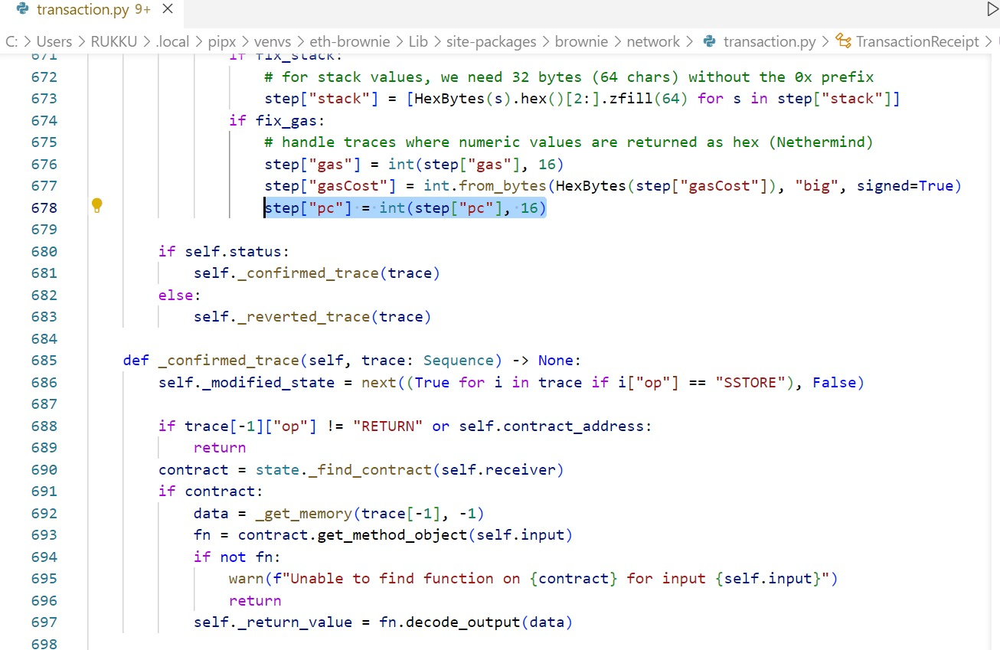 transaction.py 9+
C: > Users > RUKKU > .local > pipx > venvs > eth-brownie > Lib > site-packages > brownie > network > transaction.py > TransactionReceipt >
671 if fix_stack:
672 # for stack values, we need 32 bytes (64 chars) without the 0x prefix
673 step["stack"] = [HexBytes(s).hex()[2:].zfill(64) for s in step["stack"]]
674 if fix_gas:
675 # handle traces where numeric values are returned as hex (Nethermind)
676 step["gas"] = int(step["gas"], 16)
677 step["gasCost"] = int.from_bytes(HexBytes(step["gasCost"]), "big", signed=True)
678 step["pc"] = int(step["pc"], 16)
679
680 if self.status:
681 self._confirmed_trace(trace)
682 else:
683 self._reverted_trace(trace)
684
685 def _confirmed_trace(self, trace: Sequence) -> None:
686 self._modified_state = next((True for i in trace if i["op"] == "SSTORE"), False)
687
688 if trace[-1]["op"] != "RETURN" or self.contract_address:
689 return
690 contract = state._find_contract(self.receiver)
691 if contract:
692 data = _get_memory(trace[-1], -1)
693 fn = contract.get_method_object(self.input)
694 if not fn:
695 warn(f"Unable to find function on {contract} for input {self.input}")
696 return
697 self._return_value = fn.decode_output(data)
698